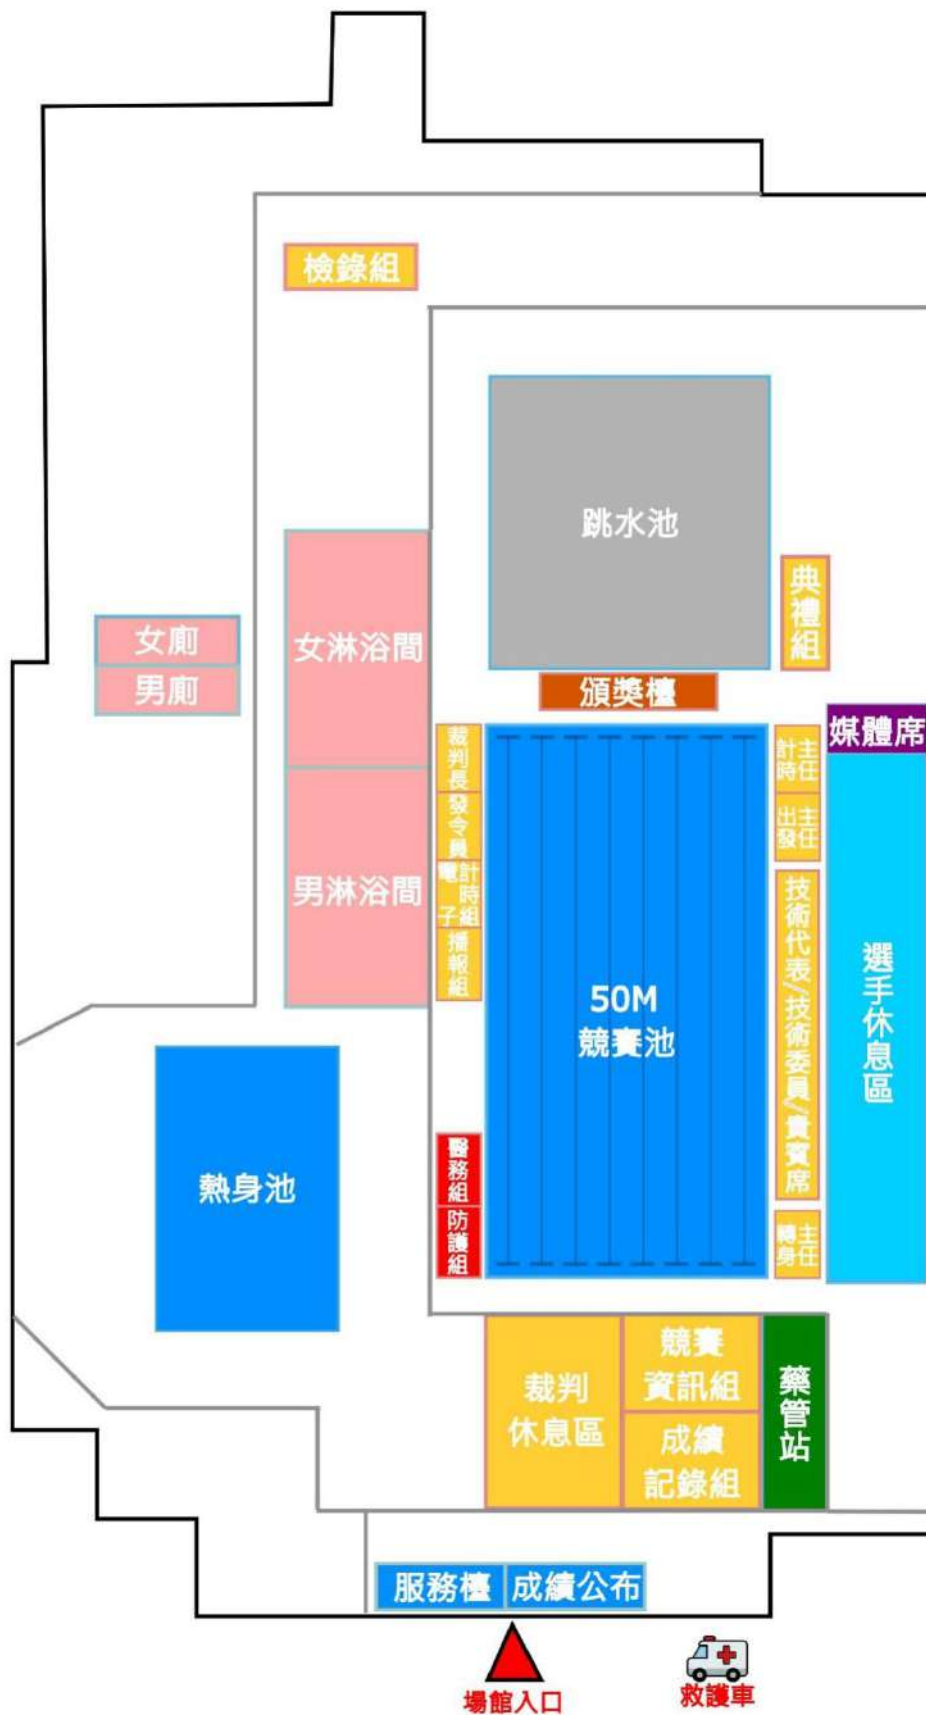 檢錄組
跳水池
典禮組
女廁
男廁
女淋浴間
男淋浴間
頒獎檯
媒體席
裁判長
發令員
電子計時組
播報組
計時主任
出發主任
技術代表/技術委員/貴賓席
轉身主任
選手休息區
50M
競賽池
熱身池
醫務組
防護組
裁判
休息區
競賽
資訊組
成績
記錄組
藥管站
服務檯
成績公布
場館入口
救護車